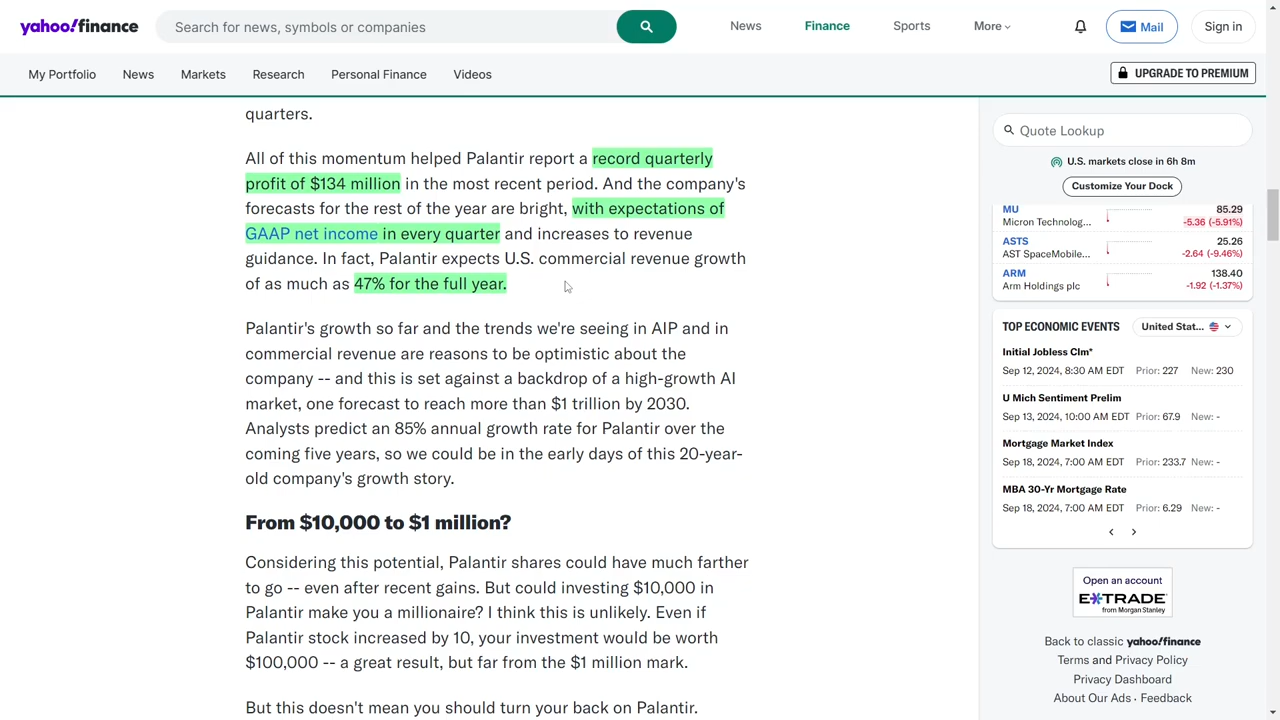 yahoo!finance
Search for news, symbols or companies
News
Finance
Sports
More
Mail
Sign in
My Portfolio
News
Markets
Research
Personal Finance
Videos
UPGRADE TO PREMIUM
quarters.
All of this momentum helped Palantir report a record quarterly
profit of $134 million in the most recent period. And the company's
forecasts for the rest of the year are bright, with expectations of
GAAP net income in every quarter and increases to revenue
guidance. In fact, Palantir expects U.S. commercial revenue growth
of as much as 47% for the full year.
Palantir's growth so far and the trends we're seeing in AIP and in
commercial revenue are reasons to be optimistic about the
company -- and this is set against a backdrop of a high-growth AI
market, one forecast to reach more than $1 trillion by 2030.
Analysts predict an 85% annual growth rate for Palantir over the
coming five years, so we could be in the early days of this 20-year-
old company's growth story.
From $10,000 to $1 million?
Considering this potential, Palantir shares could have much farther
to go -- even after recent gains. But could investing $10,000 in
Palantir make you a millionaire? I think this is unlikely. Even if
Palantir stock increased by 10, your investment would be worth
$100,000 -- a great result, but far from the $1 million mark.
But this doesn't mean you should turn your back on Palantir.
Quote Lookup
U.S. markets close in 6h 8m
Customize Your Dock
MU 85.29
Micron Technolog... -5.36 (-5.91%)
ASTS 25.26
AST SpaceMobile... -2.64 (-9.46%)
ARM 138.40
Arm Holdings plc -1.92 (-1.37%)
TOP ECONOMIC EVENTS United Stat...
Initial Jobless Clm*
Sep 12, 2024, 8:30 AM EDT Prior: 227 New: 230
U Mich Sentiment Prelim
Sep 13, 2024, 10:00 AM EDT Prior: 67.9 New: -
Mortgage Market Index
Sep 18, 2024, 7:00 AM EDT Prior: 233.7 New: -
MBA 30-Yr Mortgage Rate
Sep 18, 2024, 7:00 AM EDT Prior: 6.29 New: -
Open an account
E*TRADE
from Morgan Stanley
Back to classic yahoo!finance
Terms and Privacy Policy
Privacy Dashboard
About Our Ads · Feedback